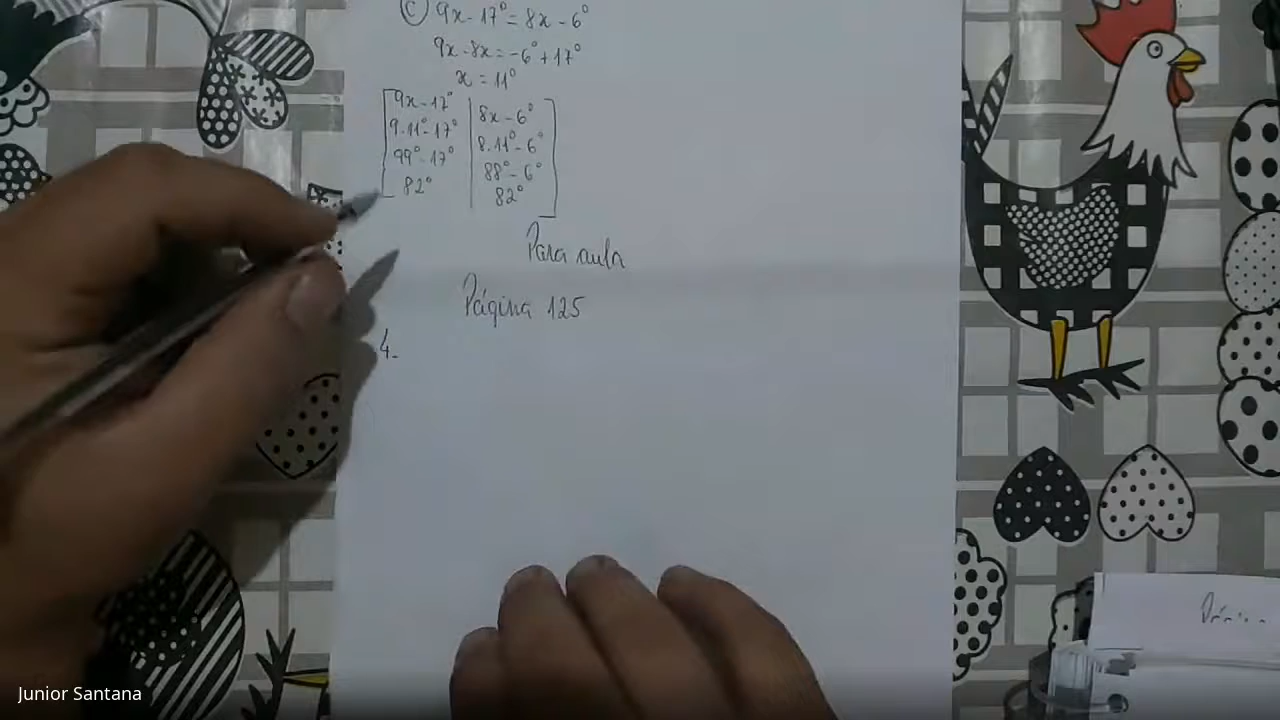 C) 9x - 17° = 8x - 6°
9x - 8x = -6° + 17°
x = 11°
9x - 17°
9.11° - 17°
99° - 17°
82°
8x - 6°
8.11° - 6°
88° - 6°
82°
Para aula
Página 125
4-
Junior Santana